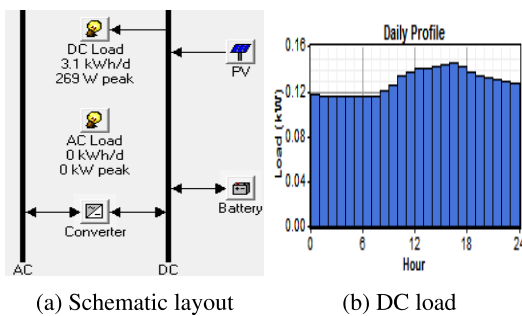 DC Load
3.1 kWh/d
269 W peak
PV
AC Load
0 kWh/d
0 kW peak
Battery
Converter
AC
DC
(a) Schematic layout
Daily Profile
Load (kW)
0.16
0.12
0.08
0.04
0.00
0 6 12 18 24
Hour
(b) DC load